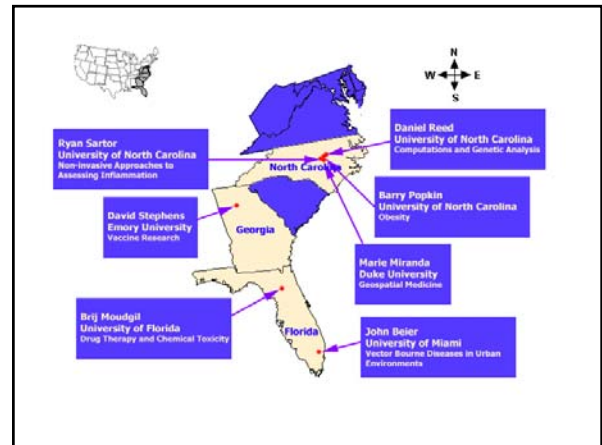 N
W E
S
Ryan Sartor
University of North Carolina
Non-invasive Approaches to
Assessing Inflammation
Daniel Reed
University of North Carolina
Computations and Genetic Analysis
North Carolina
Barry Popkin
University of North Carolina
Obesity
David Stephens
Emory University
Vaccine Research
Georgia
Marie Miranda
Duke University
Geospatial Medicine
Brij Moudgil
University of Florida
Drug Therapy and Chemical Toxicity
Florida
John Beier
University of Miami
Vector Bourne Diseases in Urban
Environments